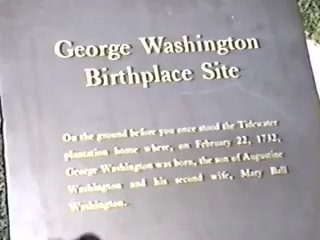 George Washington
Birthplace Site
On the ground before you once stood the Tidewater
plantation home where, on February 22, 1732,
George Washington was born, the son of Augustine
Washington and his second wife, Mary Ball
Washington.